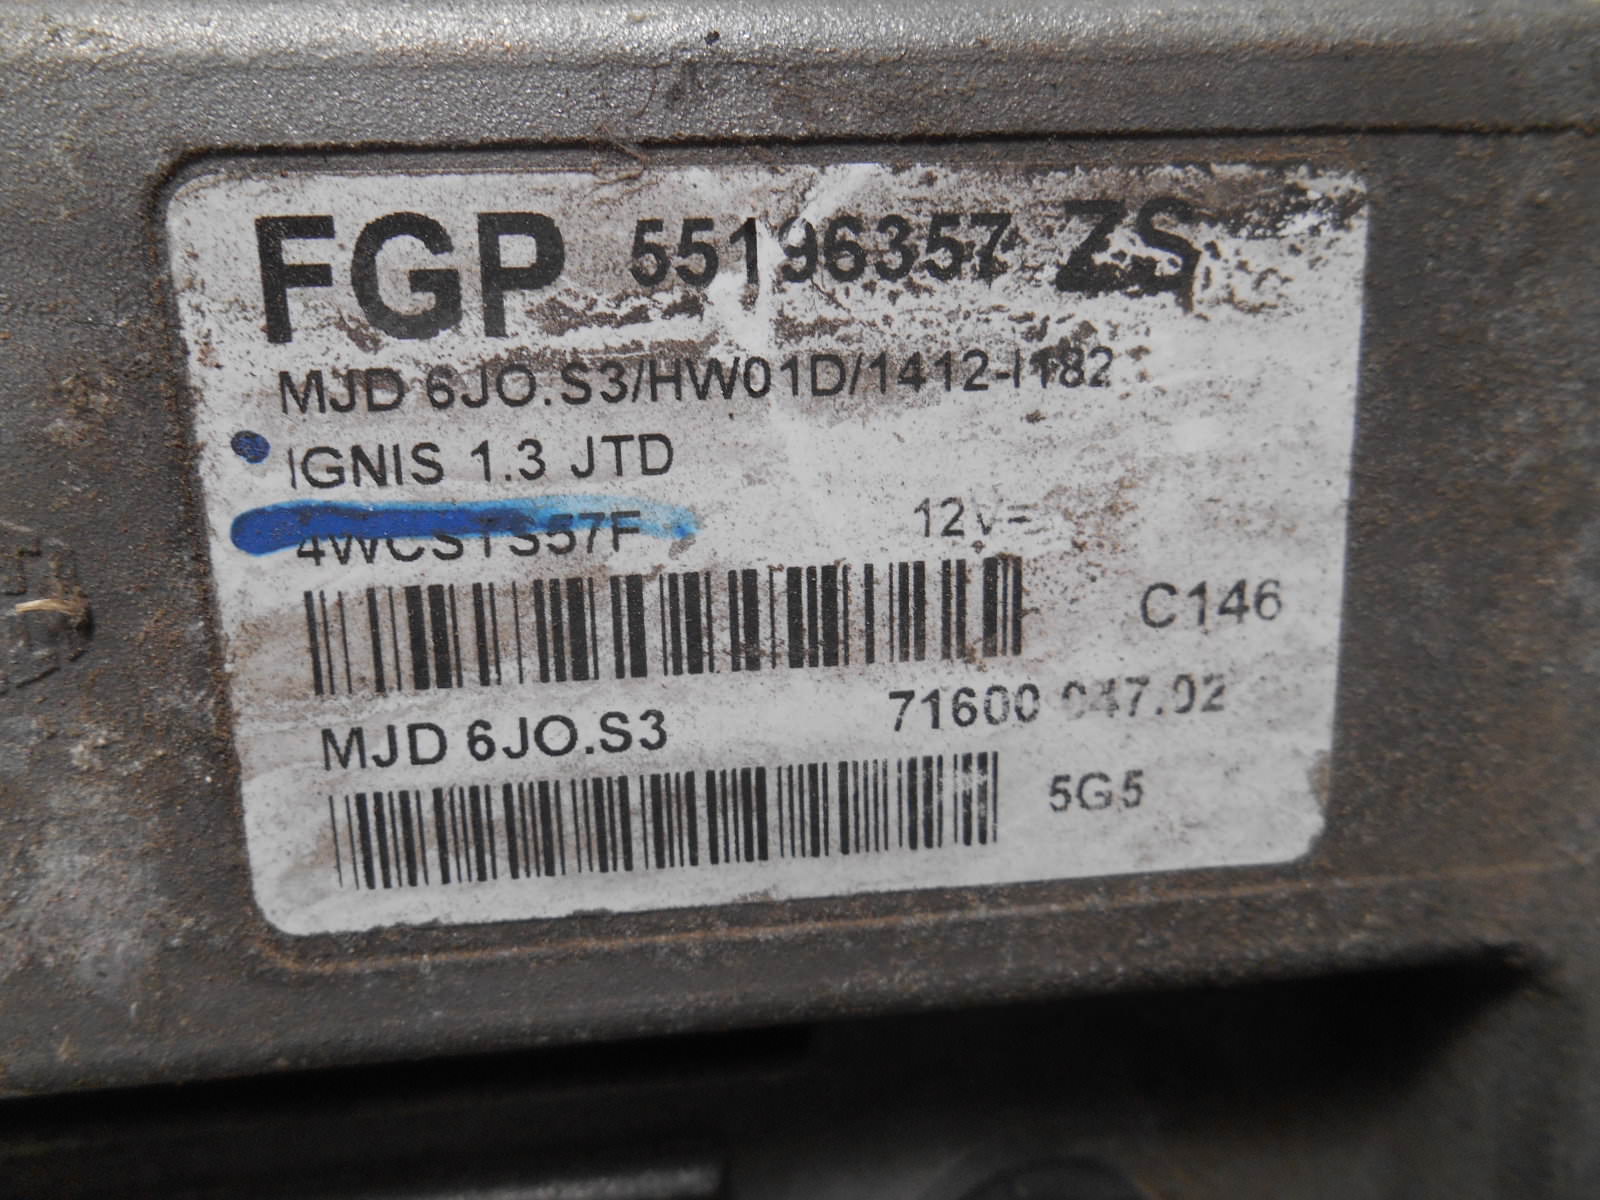 FGP 55196357 ZS
MJD 6JO.S3/HW01D/1412-I182
IGNIS 1.3 JTD
4WCSTS57F 12V=
C146
MJD 6JO.S3 71600 047.02
5G5